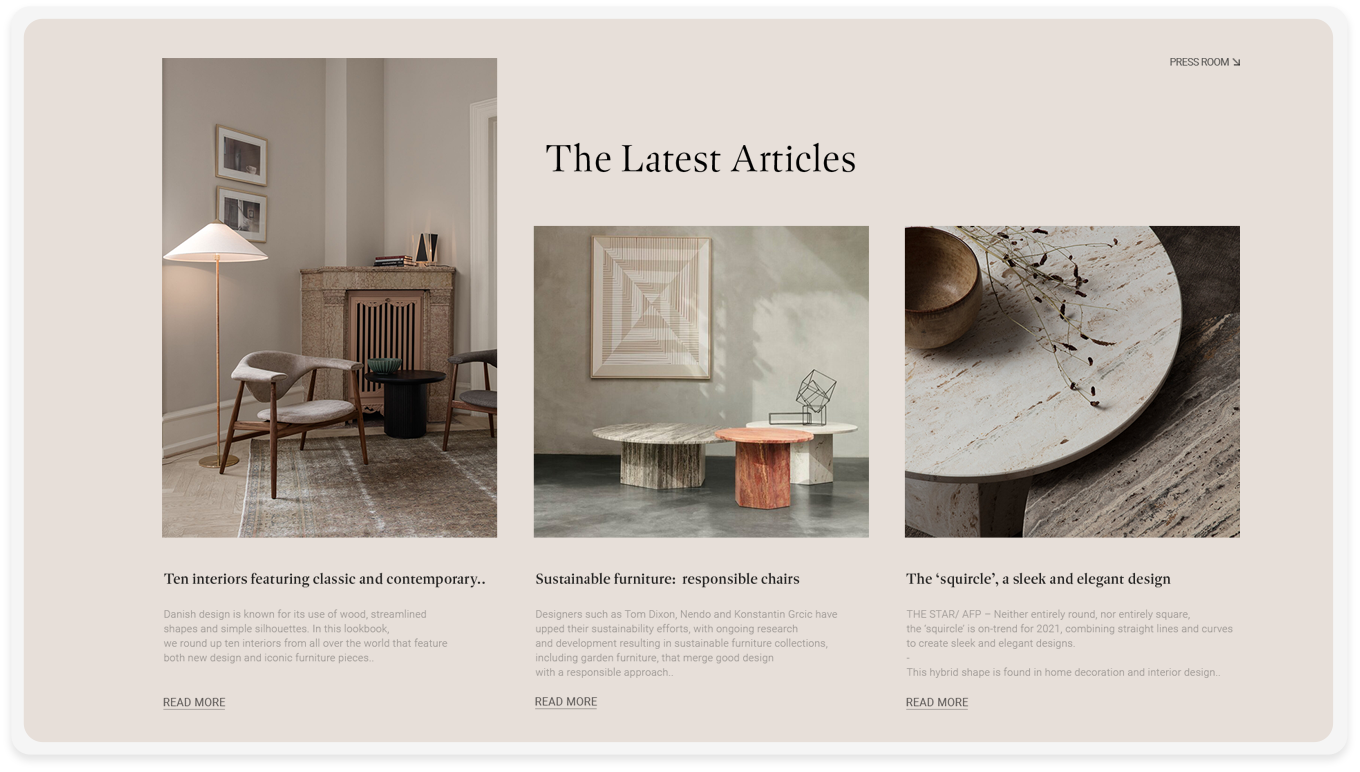 PRESS ROOM
The Latest Articles
Ten interiors featuring classic and contemporary..
Danish design is known for its use of wood, streamlined
shapes and simple silhouettes. In this lookbook,
we round up ten interiors from all over the world that feature
both new design and iconic furniture pieces..
READ MORE
Sustainable furniture: responsible chairs
Designers such as Tom Dixon, Nendo and Konstantin Grcic have
upped their sustainability efforts, with ongoing research
and development resulting in sustainable furniture collections,
including garden furniture, that merge good design
with a responsible approach..
READ MORE
The ‘squircle’, a sleek and elegant design
THE STAR/ AFP – Neither entirely round, nor entirely square,
the 'squircle' is on-trend for 2021, combining straight lines and curves
to create sleek and elegant designs.
-
This hybrid shape is found in home decoration and interior design..
READ MORE